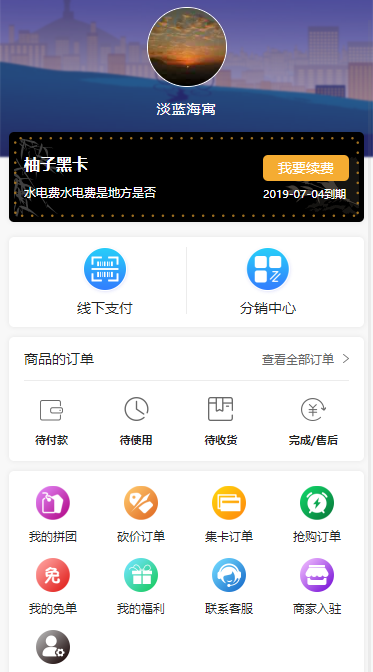 淡蓝海寓
柚子黑卡
我要续费
水电费水电费是地方是否
2019-07-04到期
线下支付
分销中心
商品的订单
查看全部订单
待付款
待使用
待收货
完成/售后
我的拼团
砍价订单
集卡订单
抢购订单
免
我的免单
我的福利
联系客服
商家入驻